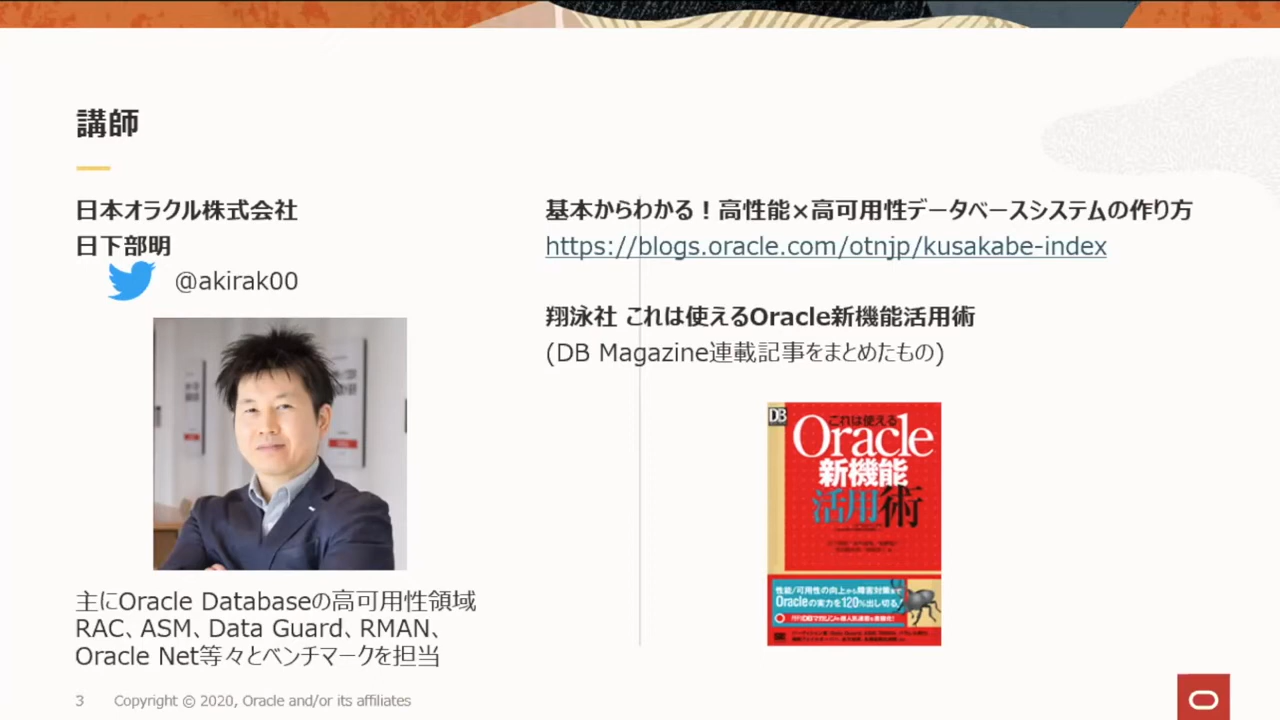 講師
日本オラクル株式会社
日下部明
@akirak00
主にOracle Databaseの高可用性領域
RAC、ASM、Data Guard、RMAN、
Oracle Net等々とベンチマークを担当
基本からわかる！高性能×高可用性データベースシステムの作り方
https://blogs.oracle.com/otnjp/kusakabe-index
翔泳社 これは使えるOracle新機能活用術
(DB Magazine連載記事をまとめたもの)
DB
これは使える
Oracle
新機能
活用術
性能/可用性の向上から障害対策まで
Oracleの実力を120%出し切る!
3 Copyright © 2020, Oracle and/or its affiliates